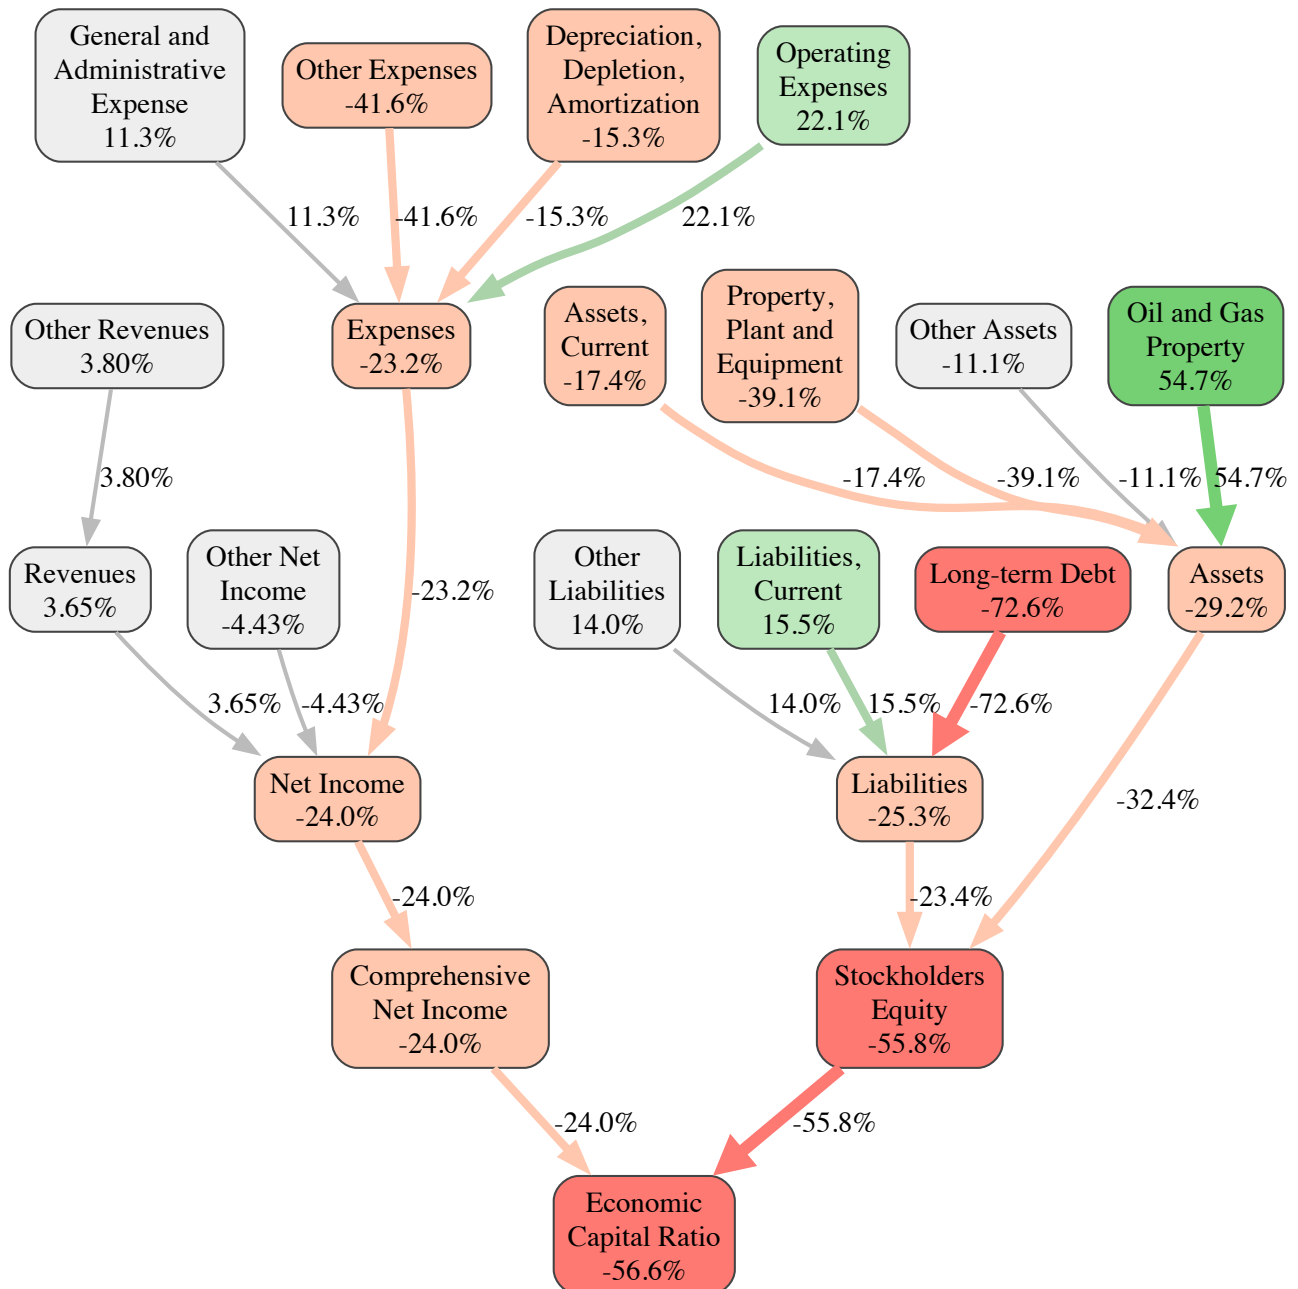 General and
Administrative
Expense
11.3%
Other Expenses
-41.6%
Depreciation,
Depletion,
Amortization
-15.3%
Operating
Expenses
22.1%
11.3%
-41.6%
-15.3%
22.1%
Other Revenues
3.80%
Expenses
-23.2%
Assets,
Current
-17.4%
Property,
Plant and
Equipment
-39.1%
Other Assets
-11.1%
Oil and Gas
Property
54.7%
3.80%
-17.4%
-39.1%
-11.1%
54.7%
Revenues
3.65%
Other Net
Income
-4.43%
-23.2%
Other
Liabilities
14.0%
Liabilities,
Current
15.5%
Long-term Debt
-72.6%
Assets
-29.2%
3.65%
-4.43%
14.0%
15.5%
-72.6%
Net Income
-24.0%
Liabilities
-25.3%
-32.4%
-24.0%
-23.4%
Comprehensive
Net Income
-24.0%
Stockholders
Equity
-55.8%
-24.0%
-55.8%
Economic
Capital Ratio
-56.6%